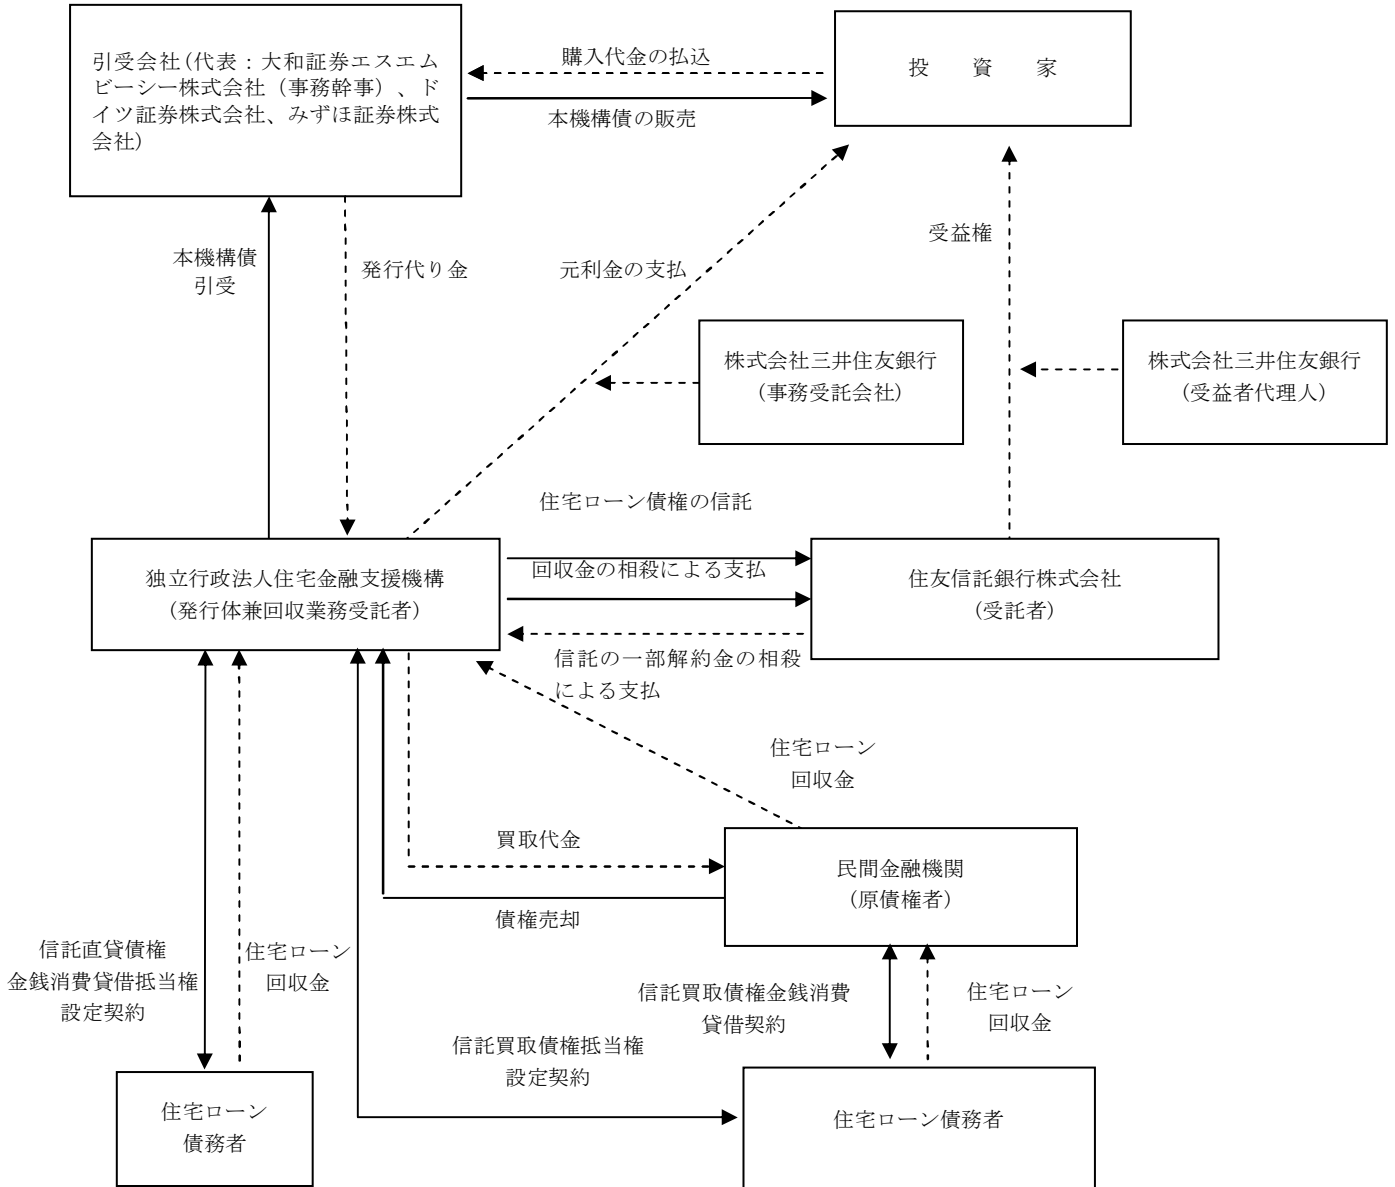 引受会社(代表：大和証券エスエム
ビーシー株式会社（事務幹事）、ド
イツ証券株式会社、みずほ証券株式
会社)
購入代金の払込
本機構債の販売
投　資　家
本機構債
引受
発行代り金
元利金の支払
受益権
株式会社三井住友銀行
（事務受託会社）
株式会社三井住友銀行
（受益者代理人）
住宅ローン債権の信託
独立行政法人住宅金融支援機構
（発行体兼回収業務受託者）
回収金の相殺による支払
住友信託銀行株式会社
（受託者）
信託の一部解約金の相殺
による支払
住宅ローン
回収金
買取代金
民間金融機関
（原債権者）
債権売却
信託直貸債権
金銭消費貸借抵当権
設定契約
住宅ローン
回収金
信託買取債権金銭消費
貸借契約
住宅ローン
回収金
信託買取債権抵当権
設定契約
住宅ローン
債務者
住宅ローン債務者